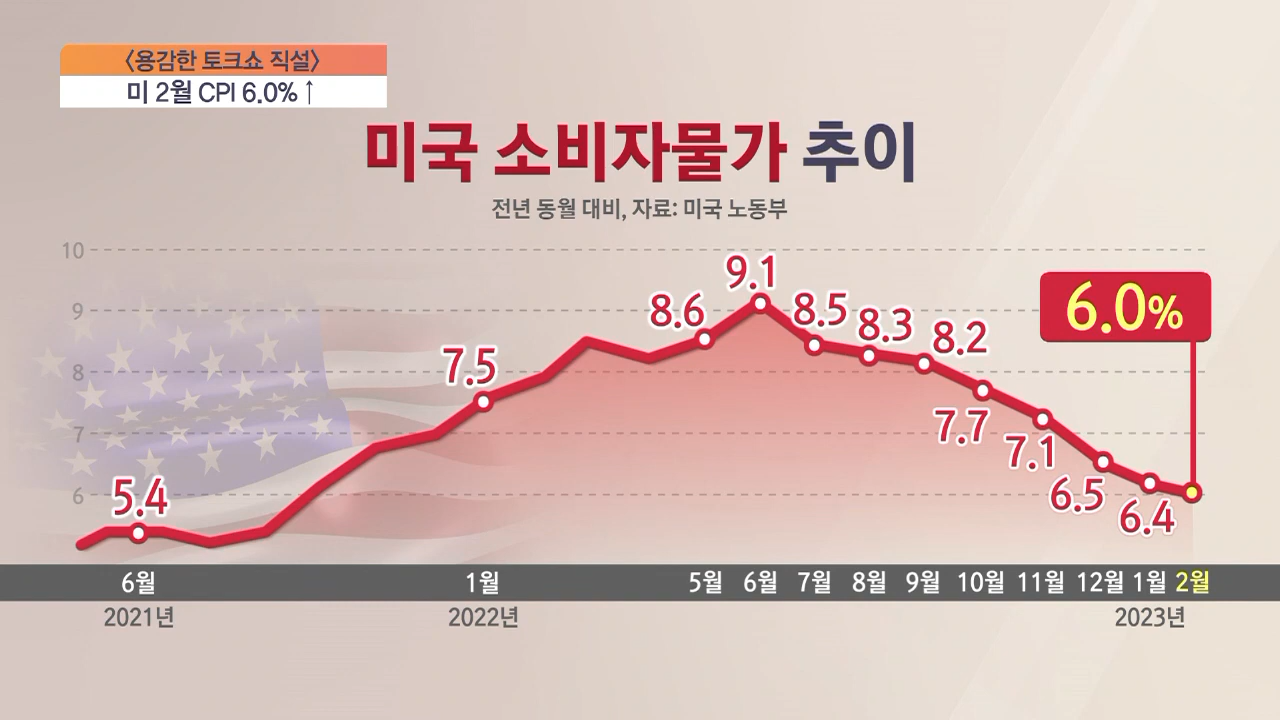 〈용감한 토크쇼 직설〉
미 2월 CPI 6.0%↑
미국 소비자물가 추이
전년 동월 대비, 자료: 미국 노동부
10
9
8
7
6
5.4
7.5
8.6
9.1
8.5
8.3
8.2
7.7
7.1
6.5
6.4
6.0%
6월 1월 5월 6월 7월 8월 9월 10월 11월 12월 1월 2월
2021년 2022년 2023년